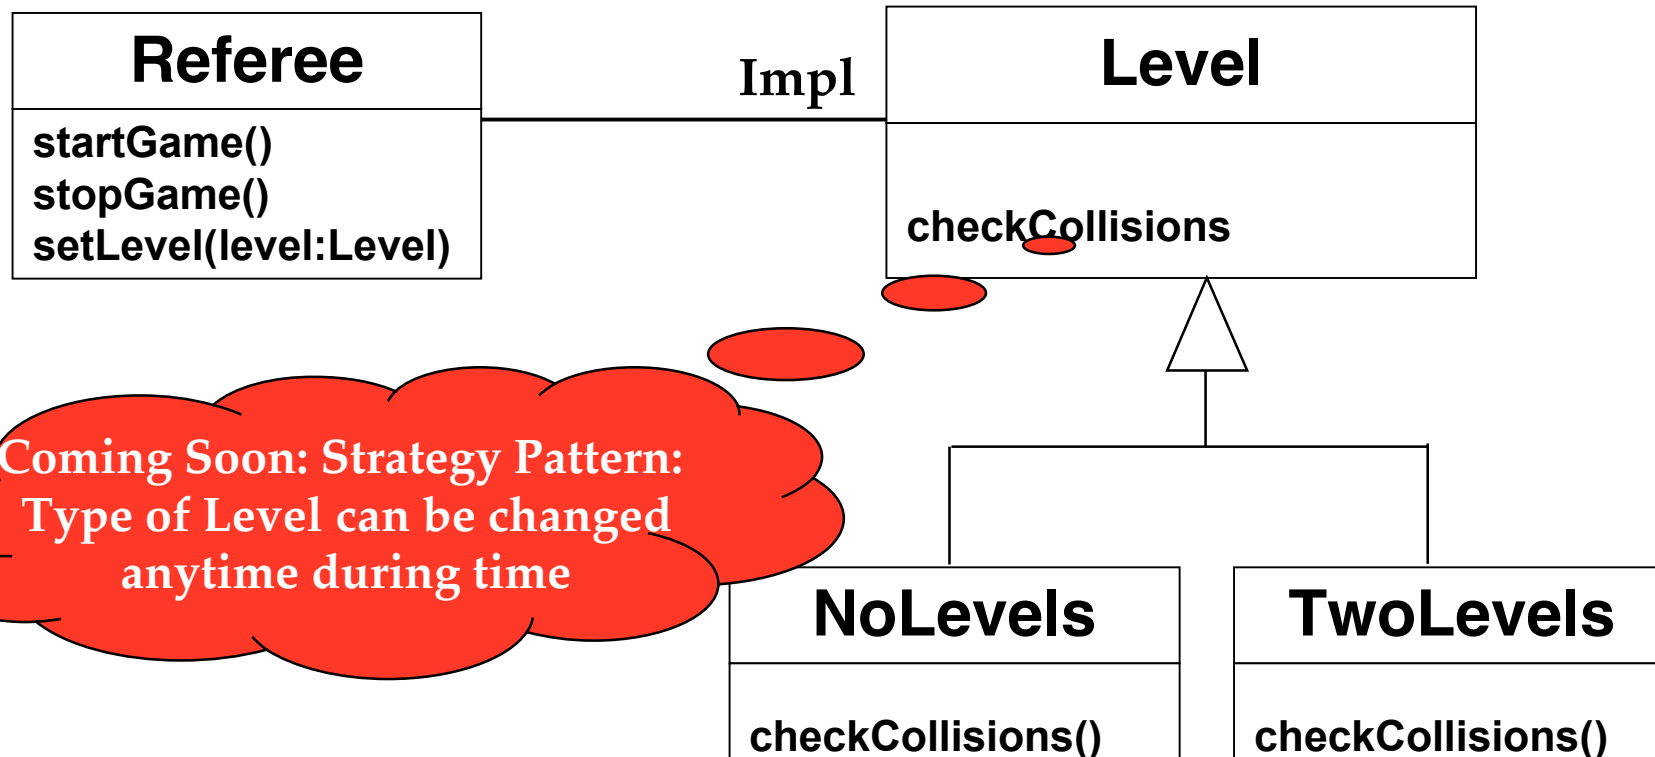 Referee
startGame()
stopGame()
setLevel(level:Level)
Impl
Level
checkCollisions
Coming Soon: Strategy Pattern:
Type of Level can be changed
anytime during time
NoLevels
checkCollisions()
TwoLevels
checkCollisions()